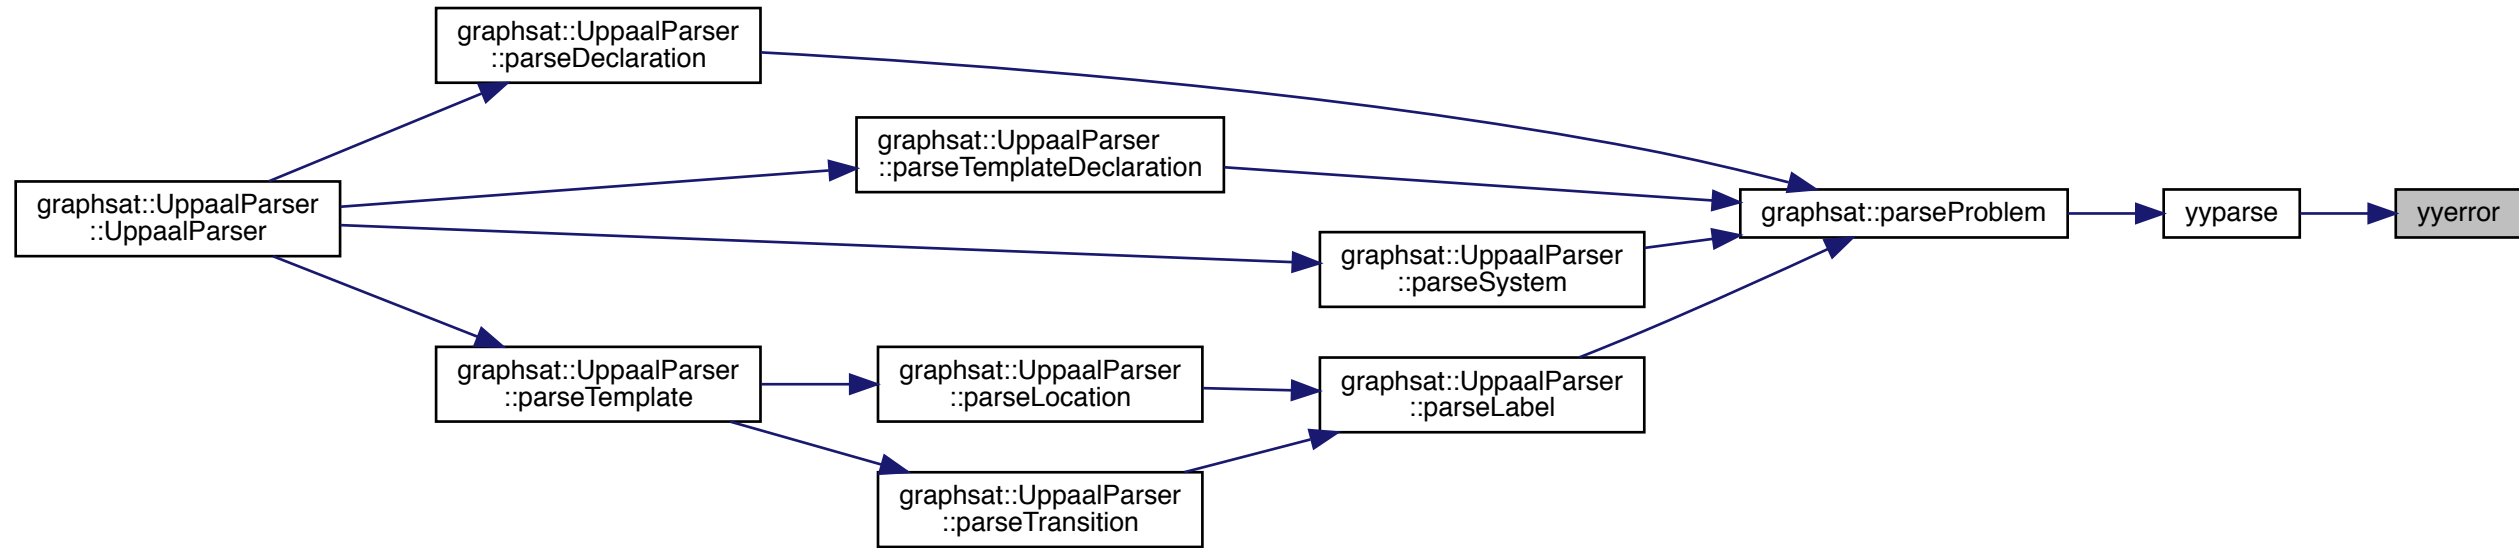 graphsat::UppaalParser
::parseDeclaration
graphsat::UppaalParser
::parseTemplateDeclaration
graphsat::UppaalParser
::UppaalParser
graphsat::parseProblem
yyparse
yyerror
graphsat::UppaalParser
::parseSystem
graphsat::UppaalParser
::parseTemplate
graphsat::UppaalParser
::parseLocation
graphsat::UppaalParser
::parseLabel
graphsat::UppaalParser
::parseTransition